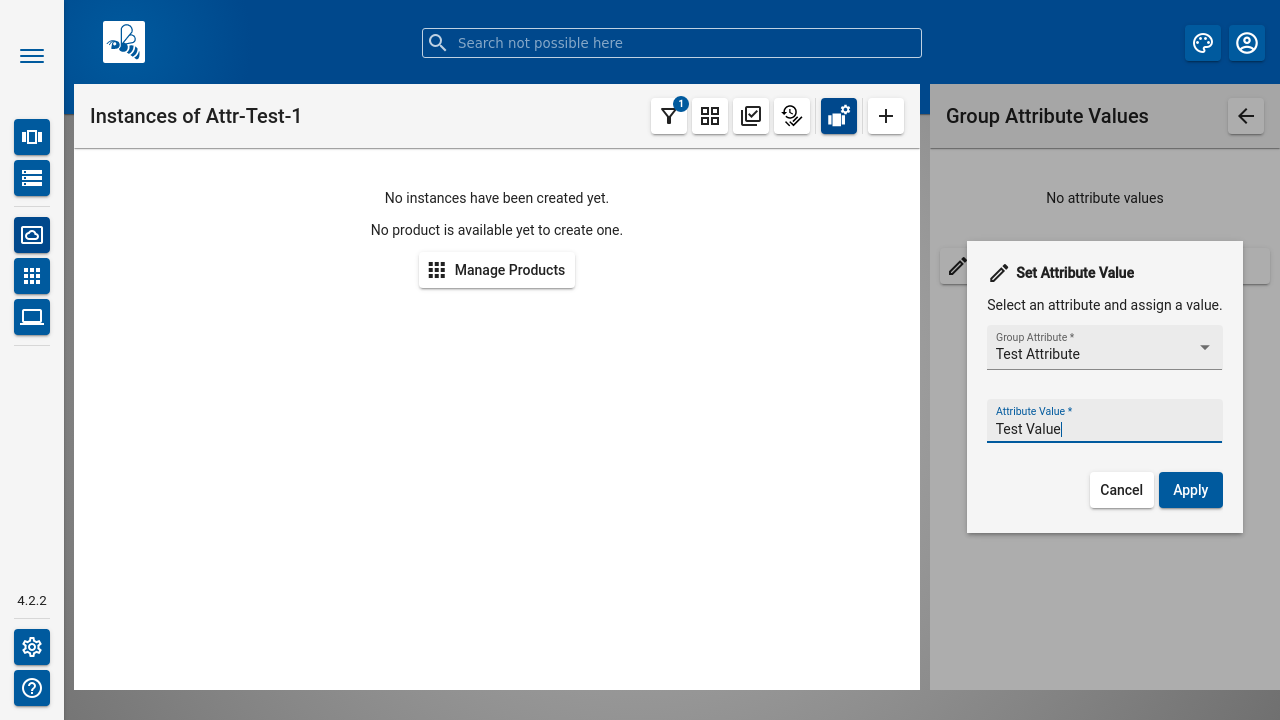 Search not possible here
Instances of Attr-Test-1
1
Group Attribute Values
No instances have been created yet.
No product is available yet to create one.
Manage Products
No attribute values
Set Attribute Value
Select an attribute and assign a value.
Group Attribute *
Test Attribute
Attribute Value *
Test Value
Cancel
Apply
4.2.2